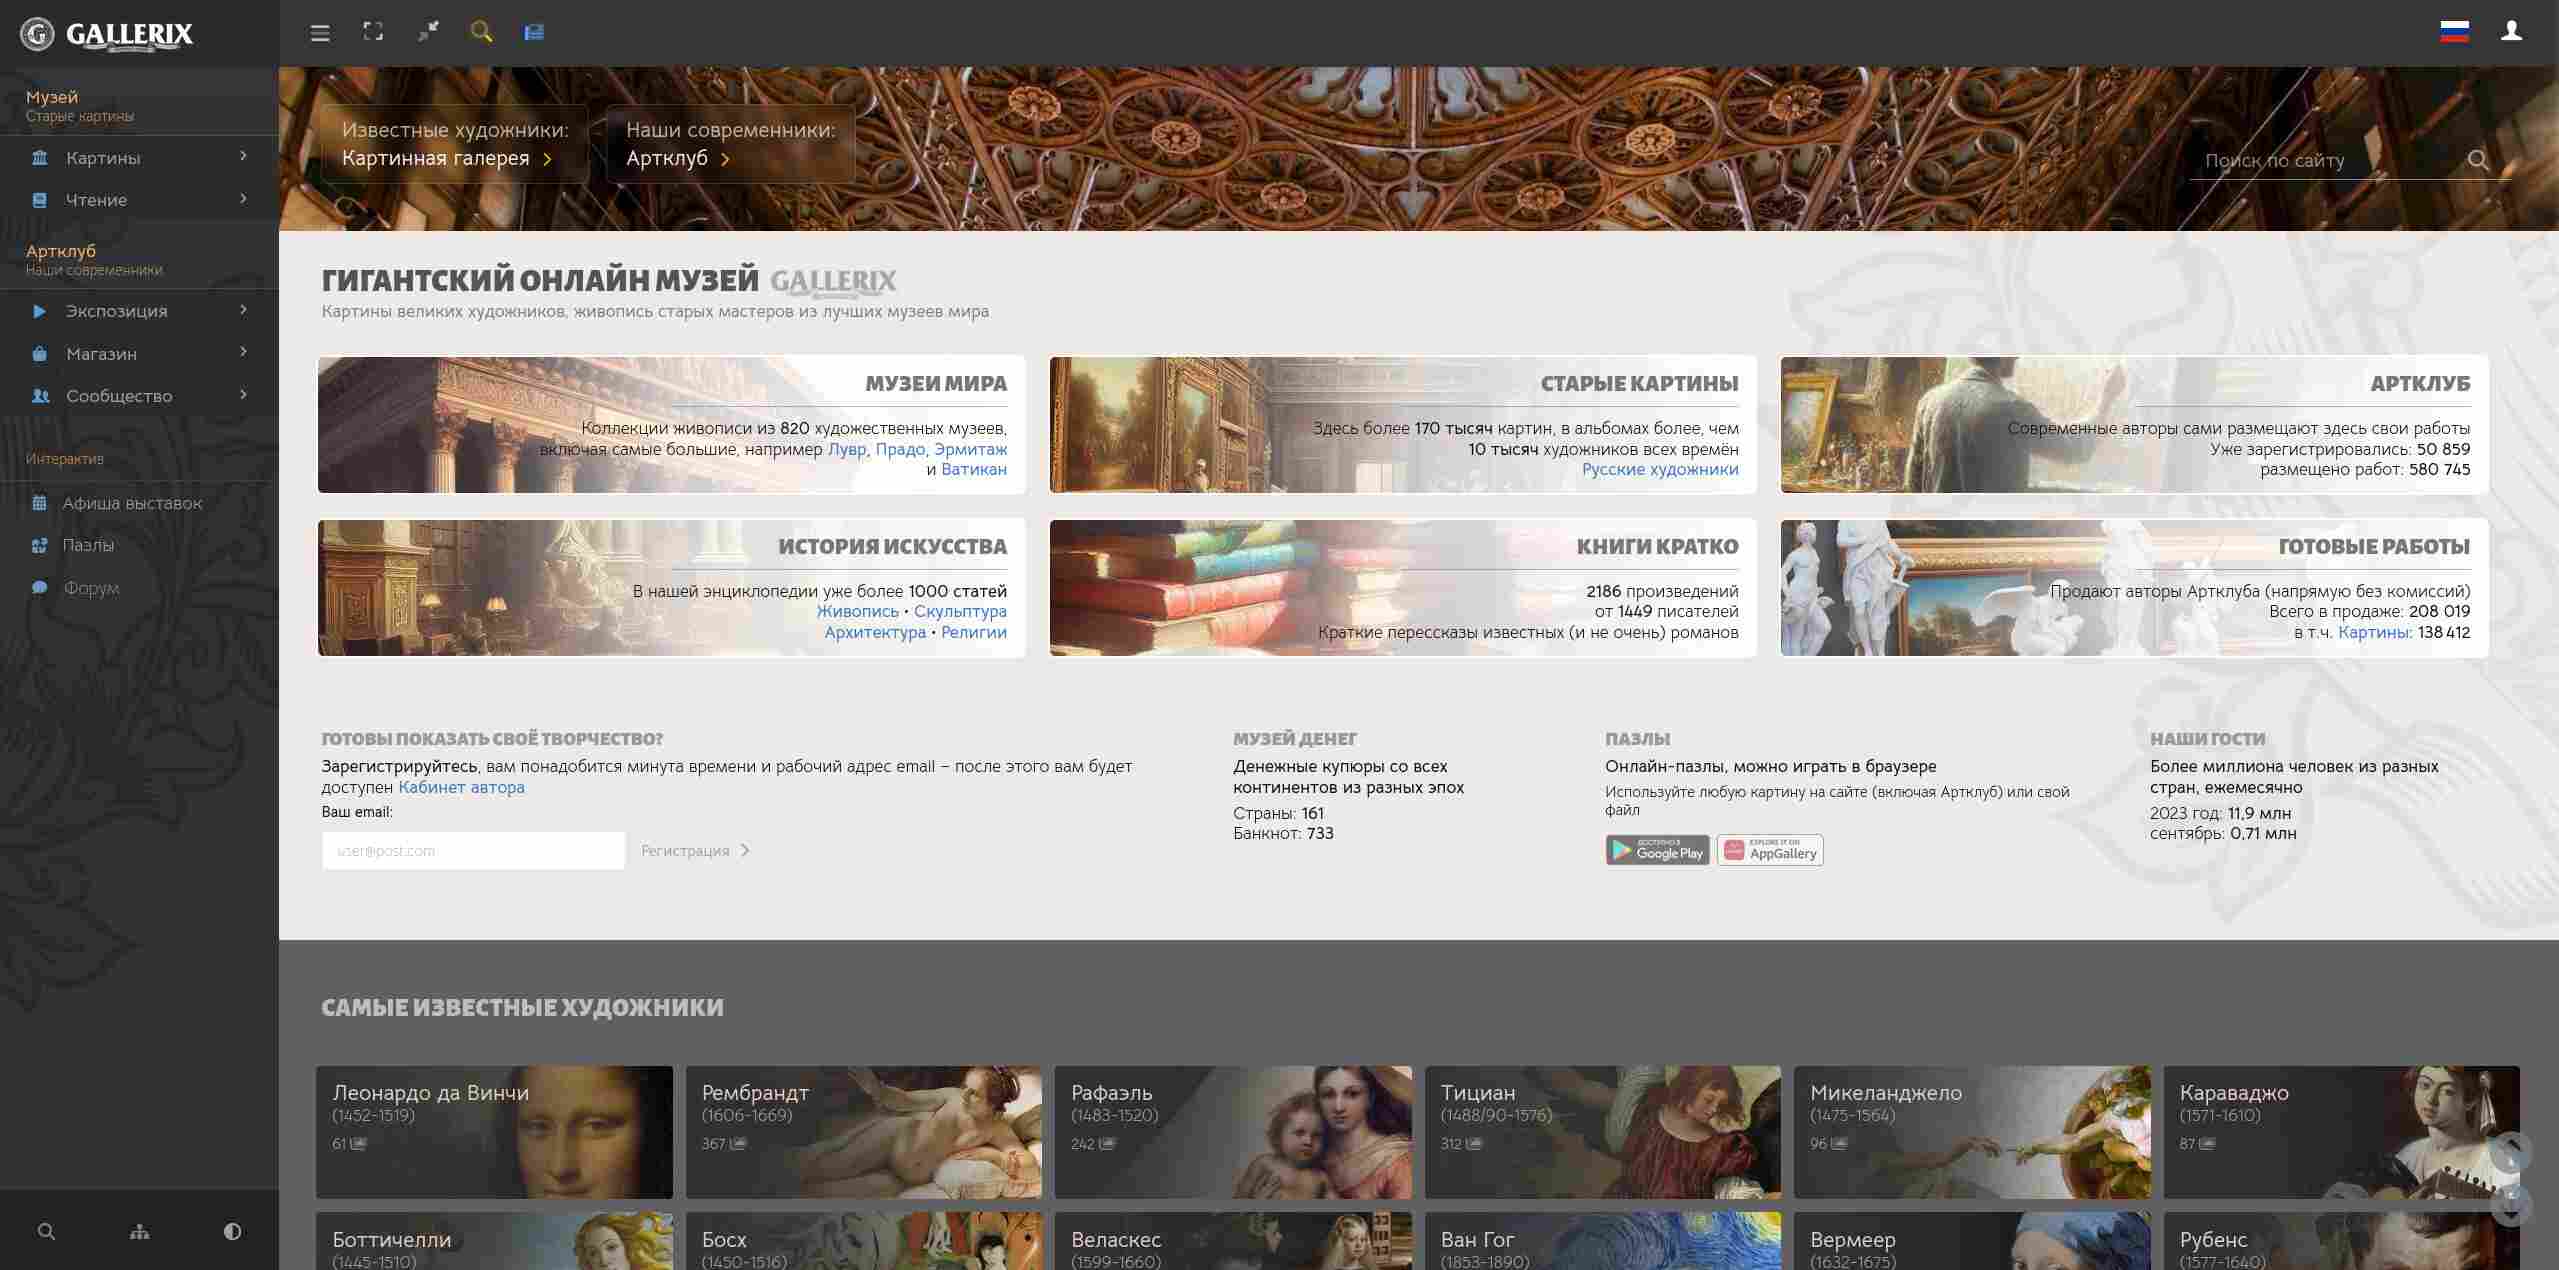 GALLERIX
Музей
Старые картины
Картины
Чтение
Артклуб
Наши современники
Экспозиция
Магазин
Сообщество
Интерактив
Афиша выставок
Пазлы
Форум
Известные художники:
Картинная галерея
Наши современники:
Артклуб
Поиск по сайту
ГИГАНТСКИЙ ОНЛАЙН МУЗЕЙ GALLERIX
Картины великих художников, живопись старых мастеров из лучших музеев мира
МУЗЕИ МИРА
Коллекции живописи из 820 художественных музеев,
включая самые большие, например Лувр, Прадо, Эрмитаж
и Ватикан
СТАРЫЕ КАРТИНЫ
Здесь более 170 тысяч картин, в альбомах более, чем
10 тысяч художников всех времён
Русские художники
АРТКЛУБ
Современные авторы сами размещают здесь свои работы
Уже зарегистрировались: 50 859
размещено работ: 580 745
ИСТОРИЯ ИСКУССТВА
В нашей энциклопедии уже более 1000 статей
Живопись • Скульптура
Архитектура • Религии
КНИГИ КРАТКО
2186 произведений
от 1449 писателей
Краткие перессказы известных (и не очень) романов
ГОТОВЫЕ РАБОТЫ
Продают авторы Артклуба (напрямую без комиссий)
Всего в продаже: 208 019
в т.ч. Картины: 138 412
ГОТОВЫ ПОКАЗАТЬ СВОЁ ТВОРЧЕСТВО?
Зарегистрируйтесь, вам понадобится минута времени и рабочий адрес email – после этого вам будет
доступен Кабинет автора
Ваш email:
user@post.com
Регистрация
МУЗЕЙ ДЕНЕГ
Денежные купюры со всех
континентов из разных эпох
Страны: 161
Банкнот: 733
ПАЗЛЫ
Онлайн-пазлы, можно играть в браузере
Используйте любую картину на сайте (включая Артклуб) или свой
файл
ДОСТУПНО В
Google Play
EXPLORE IT ON
AppGallery
НАШИ ГОСТИ
Более миллиона человек из разных
стран, ежемесячно
2023 год: 11,9 млн
сентябрь: 0,71 млн
САМЫЕ ИЗВЕСТНЫЕ ХУДОЖНИКИ
Леонардо да Винчи
(1452-1519)
61
Рембрандт
(1606-1669)
367
Рафаэль
(1483-1520)
242
Тициан
(1488/90-1576)
312
Микеланджело
(1475-1564)
96
Караваджо
(1571-1610)
87
Боттичелли
(1445-1510)
Босх
(1450-1516)
Веласкес
(1599-1660)
Ван Гог
(1853-1890)
Вермеер
(1632-1675)
Рубенс
(1577-1640)